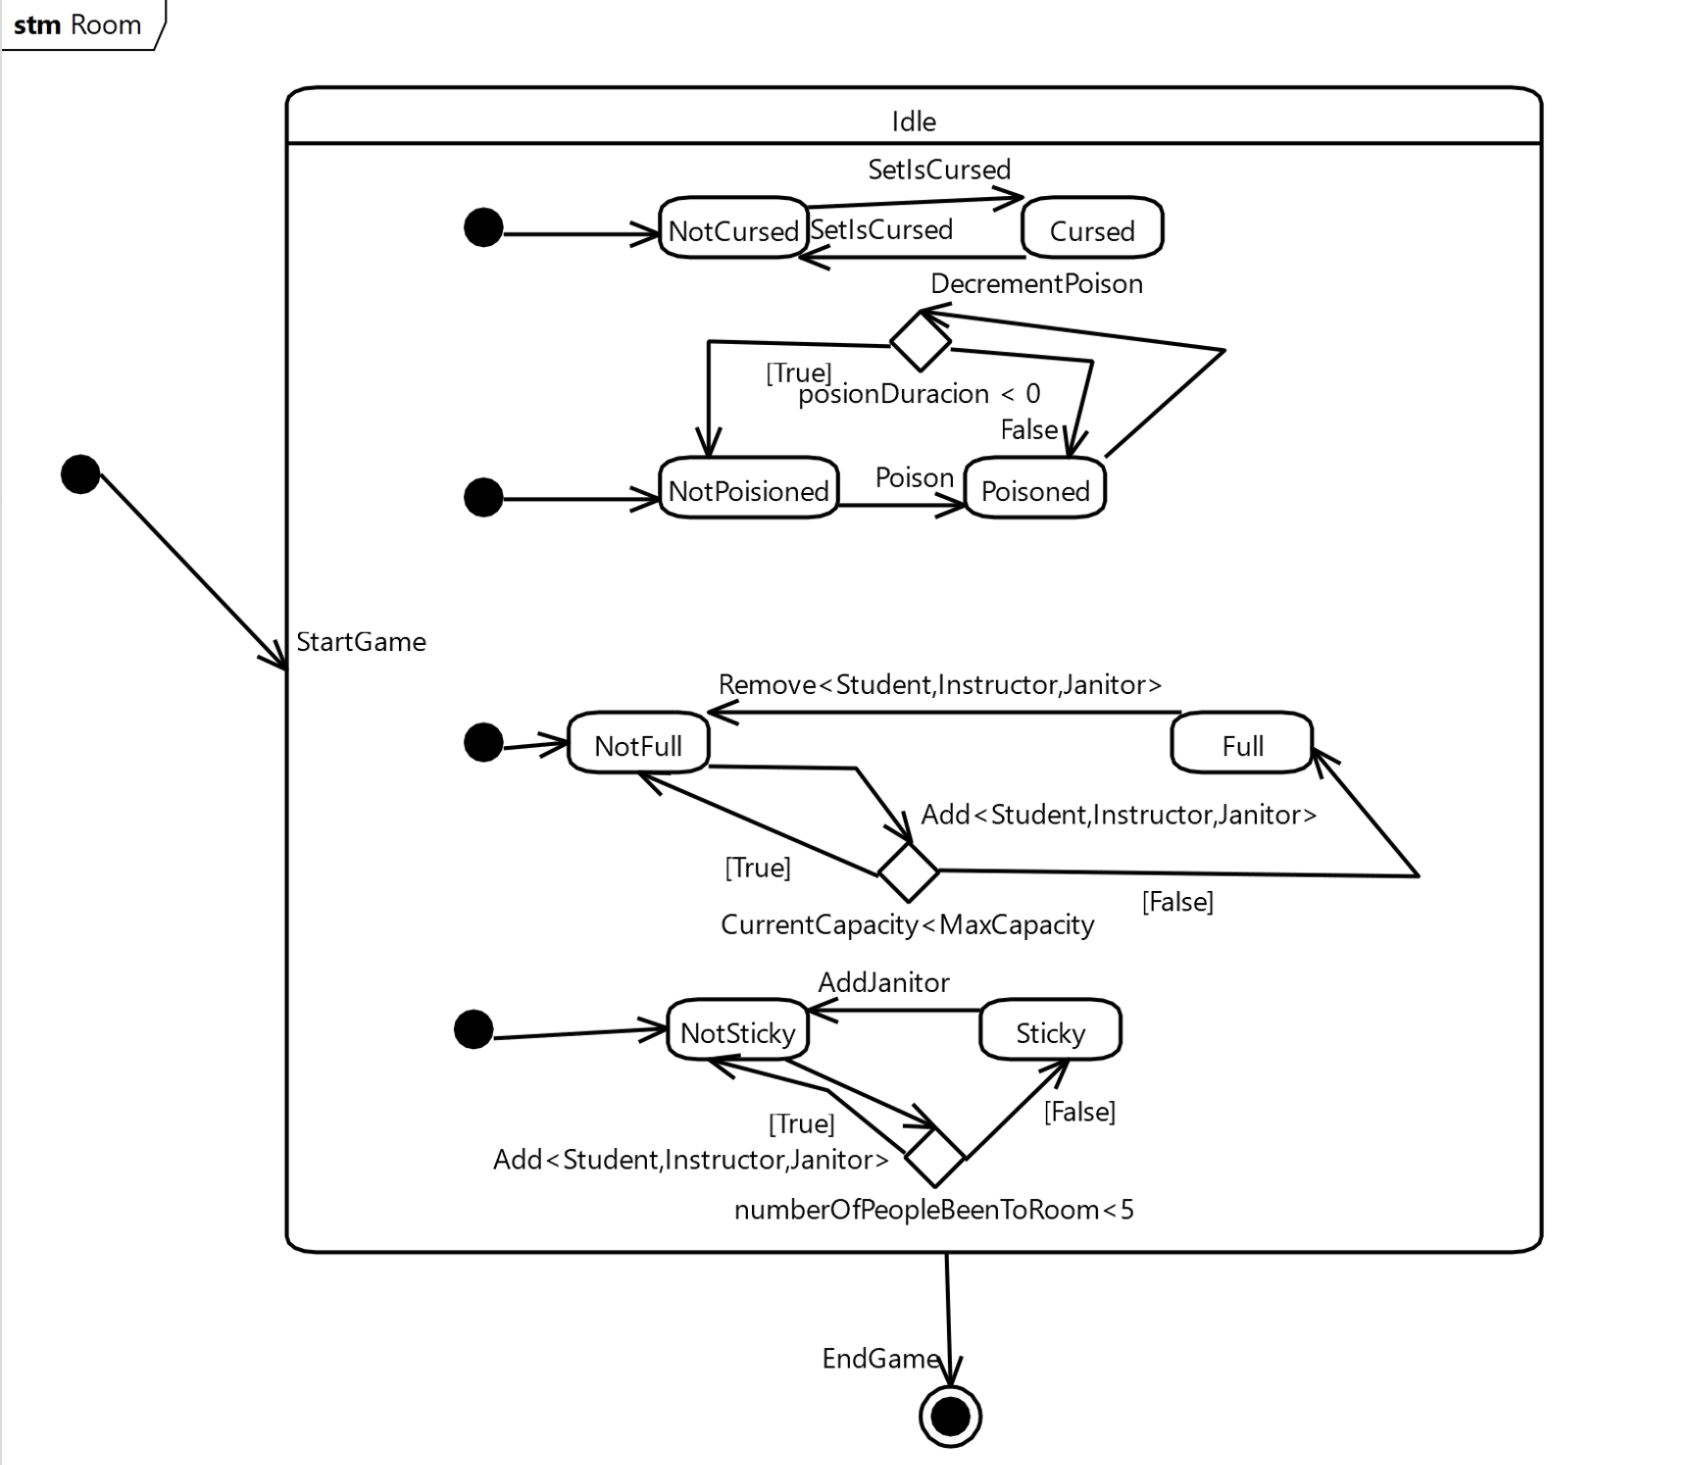 stm Room
Idle
SetIsCursed
NotCursed
SetIsCursed
Cursed
DecrementPoison
[True]
posionDuracion < 0
False
NotPoisioned
Poison
Poisoned
StartGame
Remove<Student,Instructor,Janitor>
NotFull
Full
Add<Student,Instructor,Janitor>
[True]
[False]
CurrentCapacity<MaxCapacity
AddJanitor
NotSticky
Sticky
[True]
[False]
Add<Student,Instructor,Janitor>
numberOfPeopleBeenToRoom<5
EndGame